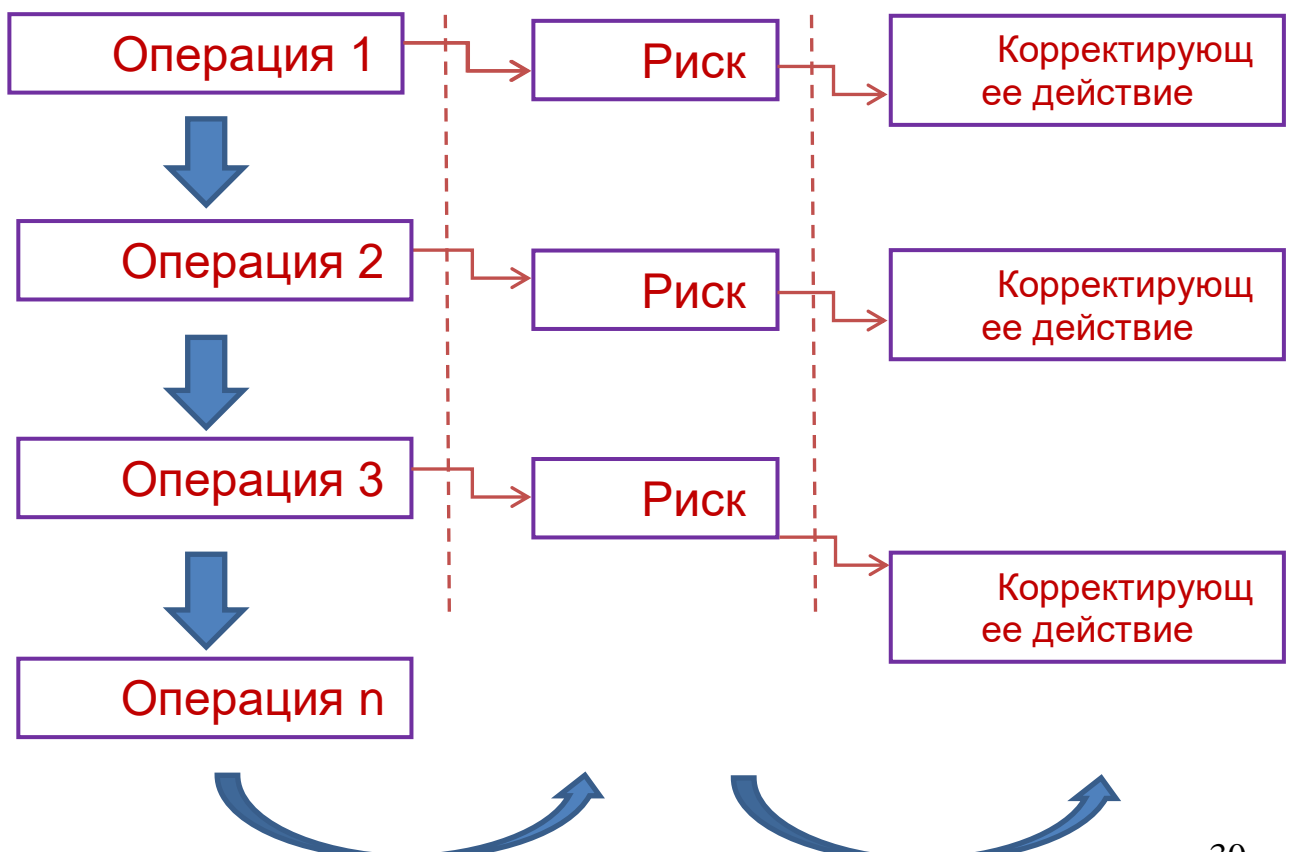 Операция 1
Риск
Корректирующ
ее действие
Операция 2
Риск
Корректирующ
ее действие
Операция 3
Риск
Корректирующ
ее действие
Операция n